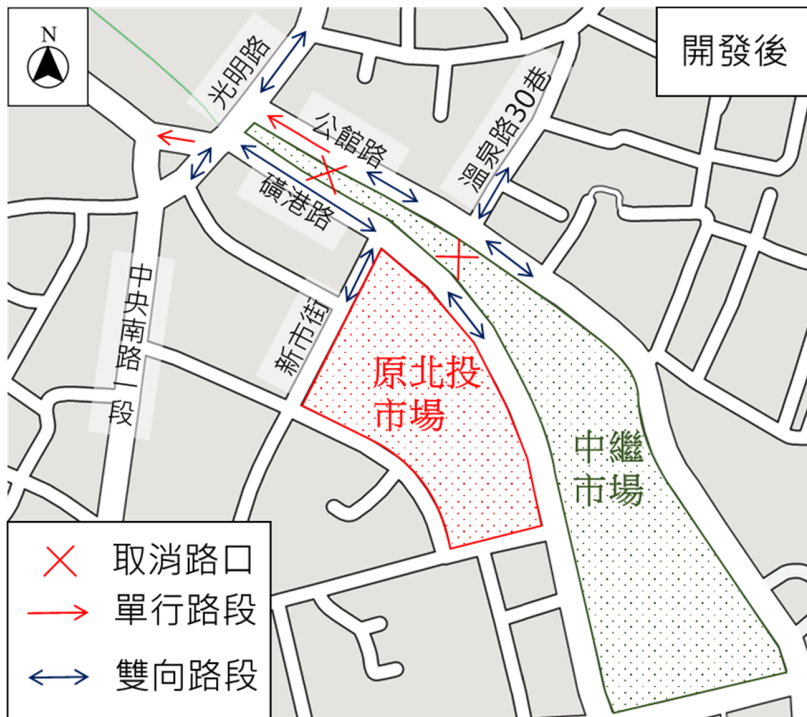 N
開發後
光明路
公館路
溫泉路30巷
磺港路
中央南路一段
新市街
原北投
市場
中繼
市場
取消路口
單行路段
雙向路段